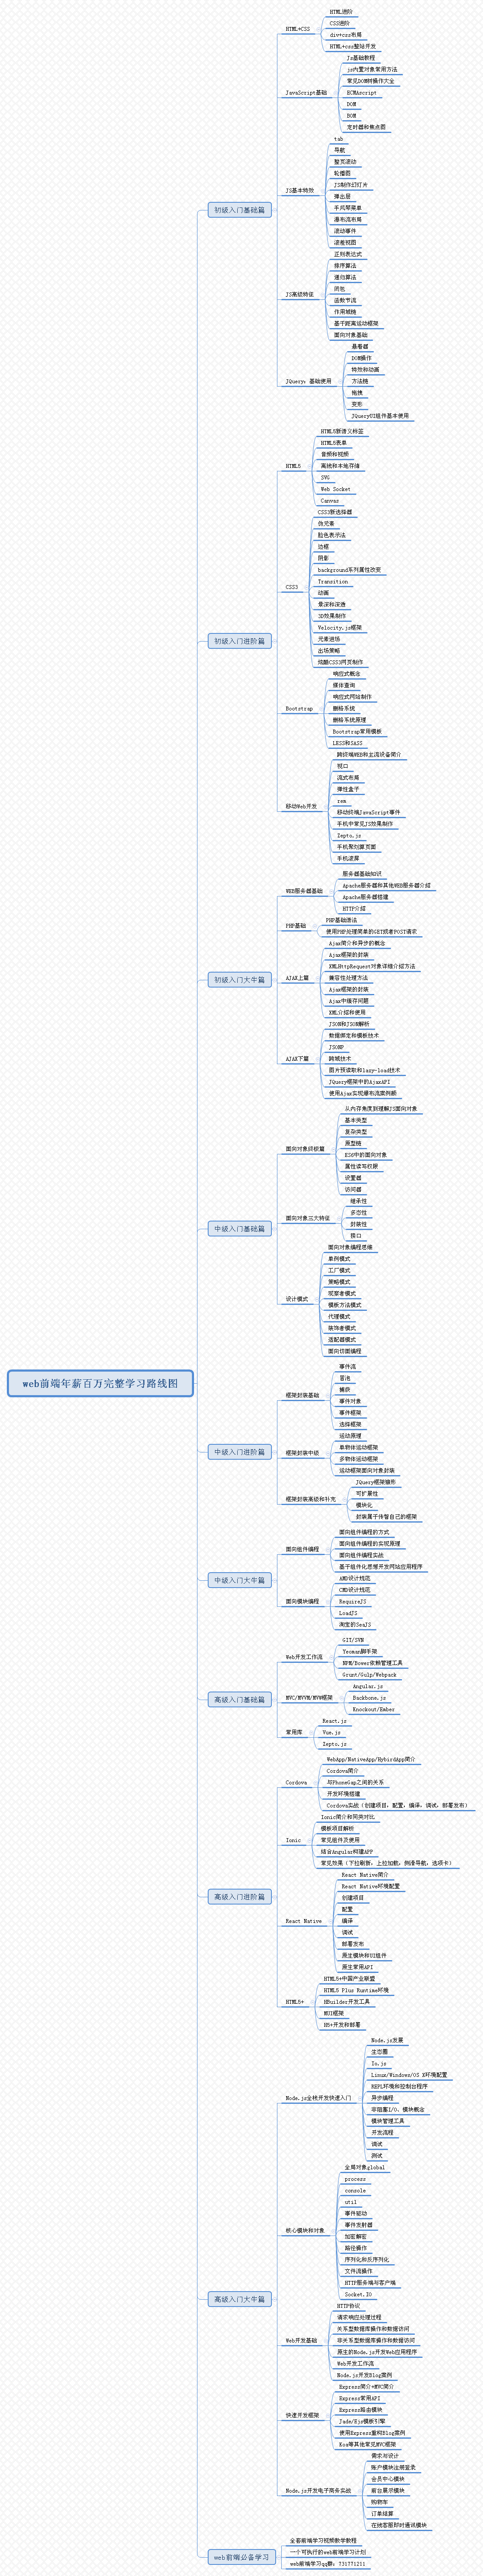 web前端年薪百万完整学习路线图
初级入门基础篇
HTML+CSS
HTML进阶
CSS进阶
div+css布局
HTML+css整站开发
JavaScript基础
Js基础教程
js内置对象常用方法
常见DOM树操作大全
ECMAscript
DOM
BOM
定时器和焦点图
JS基本特效
tab
导航
整页滚动
轮播图
JS制作幻灯片
弹出层
手风琴菜单
瀑布流布局
滚动事件
滚差视图
JS高级特征
正则表达式
排序算法
递归算法
闭包
函数节流
作用域链
基于距离运动框架
面向对象基础
JQuery：基础使用
悬着器
DOM操作
特效和动画
方法链
拖拽
变形
JQueryUI组件基本使用
初级入门进阶篇
HTML5
HTML5新语义标签
HTML5表单
音频和视频
离线和本地存储
SVG
Web Socket
Canvas
CSS3
CSS3新选择器
伪元素
脸色表示法
边框
阴影
background系列属性改变
Transition
动画
景深和深透
3D效果制作
Velocity.js框架
元素进场
出场策略
炫酷CSS3网页制作
Bootstrap
响应式概念
媒体查询
响应式网站制作
删格系统
删格系统原理
Bootstrap常用模板
LESS和SASS
移动Web开发
跨终端WEB和主流设备简介
视口
流式布局
弹性盒子
rem
移动终端JavaScript事件
手机中常见JS效果制作
Zepto.js
手机聚划算页面
手机滚屏
初级入门大牛篇
WEB服务器基础
服务器基础知识
Apache服务器和其他WEB服务器介绍
Apache服务器搭建
HTTP介绍
PHP基础
PHP基础语法
使用PHP处理简单的GET或者POST请求
AJAX上篇
Ajax简介和异步的概念
Ajax框架的封装
XMLHttpRequest对象详细介绍方法
兼容性处理方法
Ajax框架的封装
Ajax中缓存问题
XML介绍和使用
AJAX下篇
JSON和JSON解析
数据绑定和模板技术
JSONP
跨域技术
图片预读取和lazy-load技术
JQuery框架中的AjaxAPI
使用Ajax实现爆布流案例额
中级入门基础篇
面向对象终极篇
从内存角度到理解JS面向对象
基本类型
复杂类型
原型链
ES6中的面向对象
属性读写权限
设置器
访问器
面向对象三大特征
继承性
多态性
封装性
接口
设计模式
面向对象编程思维
单例模式
工厂模式
策略模式
观察者模式
模板方法模式
代理模式
装饰者模式
适配器模式
面向切面编程
中级入门进阶篇
框架封装基础
事件流
冒泡
捕获
事件对象
事件框架
选择框架
框架封装中级
运动原理
单物体运动框架
多物体运动框架
运动框架面向对象封装
框架封装高级和补充
JQuery框架雏形
可扩展性
模块化
封装属于传智自己的框架
中级入门大牛篇
面向组件编程
面向组件编程的方式
面向组件编程的实现原理
面向组件编程实战
基于组件化思想开发网站应用程序
面向模块编程
AMD设计规范
CMD设计规范
RequireJS
LoadJS
淘宝的SeaJS
高级入门基础篇
Web开发工作流
GIT/SVN
Yeoman脚手架
NPM/Bower依赖管理工具
Grunt/Gulp/Webpack
MVC/MVVM/MVW框架
Angular.js
Backbone.js
Knockout/Ember
常用库
React.js
Vue.js
Zepto.js
高级入门进阶篇
Cordova
WebApp/NativeApp/HybirdApp简介
Cordova简介
与PhoneGap之间的关系
开发环境搭建
Cordova实战（创建项目，配置，编译，调试，部署发布）
Ionic
Ionic简介和同类对比
模板项目解析
常见组件及使用
结合Angular构建APP
常见效果（下拉刷新，上拉加载，侧滑导航，选项卡）
React Native
React Native简介
React Native环境配置
创建项目
配置
编译
调试
部署发布
原生模块和UI组件
原生常用API
HTML5+
HTML5+中国产业联盟
HTML5 Plus Runtime环境
HBuilder开发工具
MUI框架
H5+开发和部署
高级入门大牛篇
Node.js全栈开发快速入门
Node.js发展
生态圈
Io.js
Linux/Windows/OS X环境配置
REPL环境和控制台程序
异步编程
非阻塞I/O，模块概念
模块管理工具
开发流程
调试
测试
核心模块和对象
全局对象global
process
console
util
事件驱动
事件发射器
加密解密
路径操作
序列化和反序列化
文件流操作
HTTP服务端与客户端
Socket.IO
Web开发基础
HTTP协议
请求响应处理过程
关系型数据库操作和数据访问
非关系型数据库操作和数据访问
原生的Node.js开发Web应用程序
Web开发工作流
Node.js开发Blog案例
快速开发框架
Express简介+MVC简介
Express常用API
Express路由模块
Jade/Ejs模板引擎
使用Express重构Blog案例
Koa等其他常见MVC框架
Node.js开发电子商务实战
需求与设计
账户模块注册登录
会员中心模块
前台展示模块
购物车
订单结算
在线客服即时通讯模块
web前端必备学习
全套前端学习视频教学教程
一个可执行的web前端学习计划
web前端学习qq群：731771211